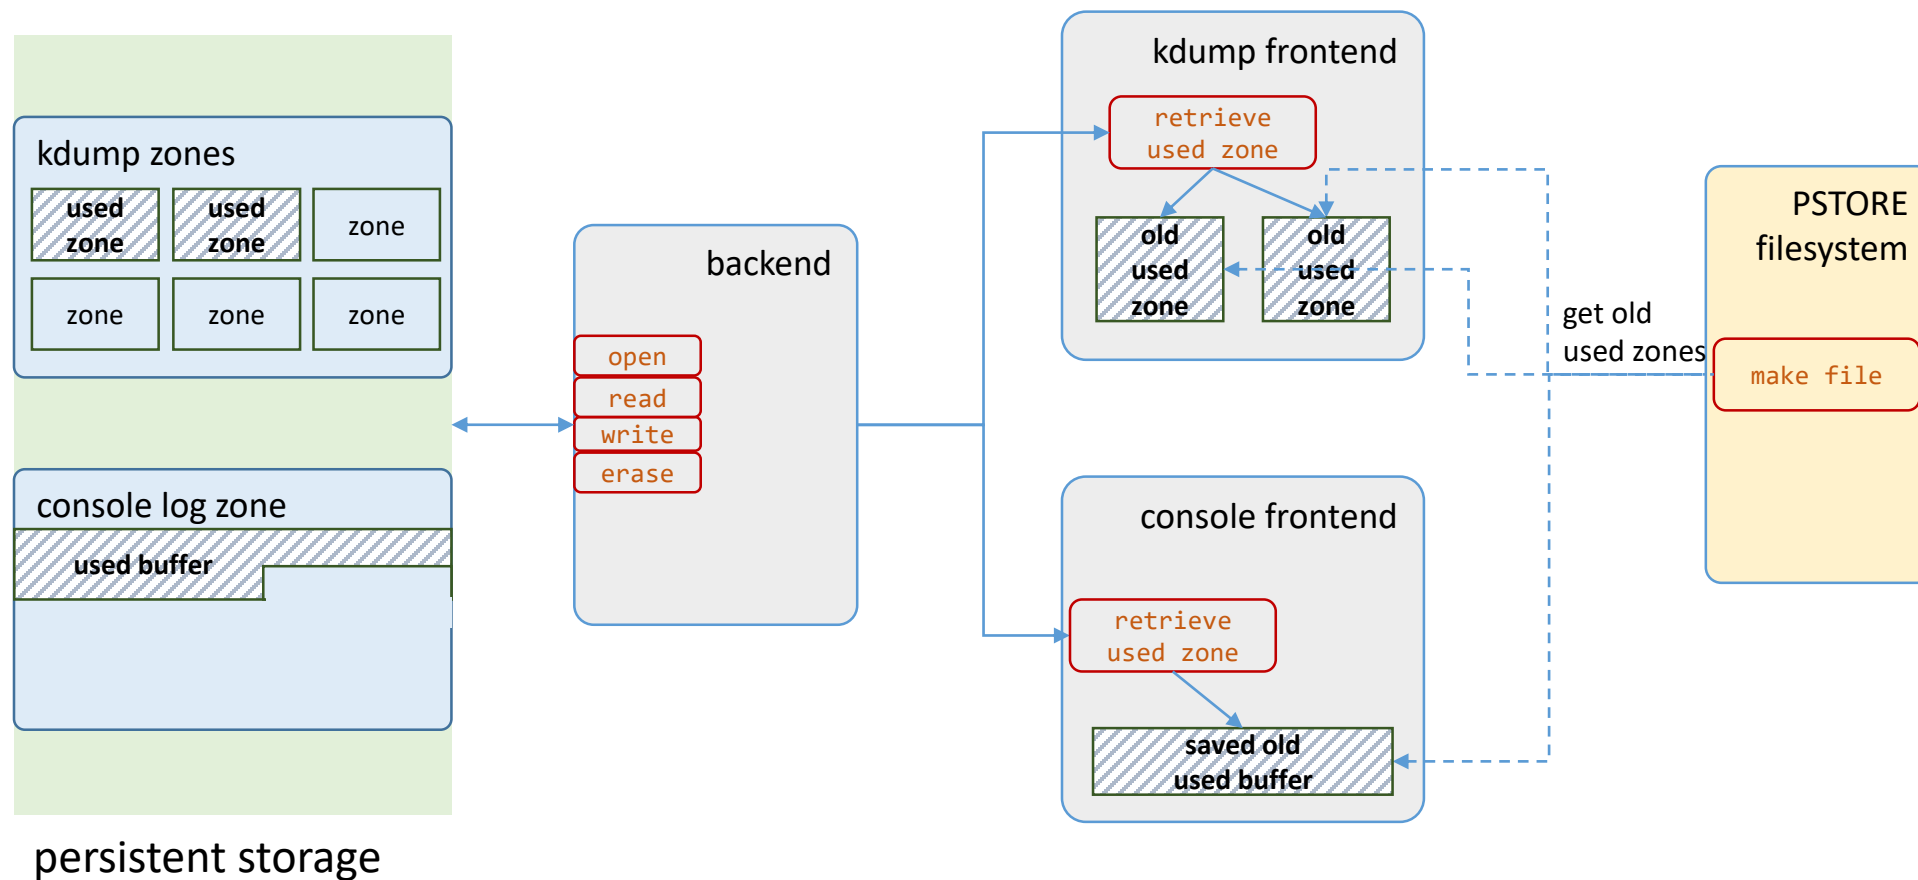 kdump zones
used
zone
used
zone
zone
zone
zone
zone
console log zone
used buffer
persistent storage
backend
open
read
write
erase
kdump frontend
retrieve
used zone
old
used
zone
old
used
zone
console frontend
retrieve
used zone
saved old
used buffer
get old
used zones
PSTORE
filesystem
make file